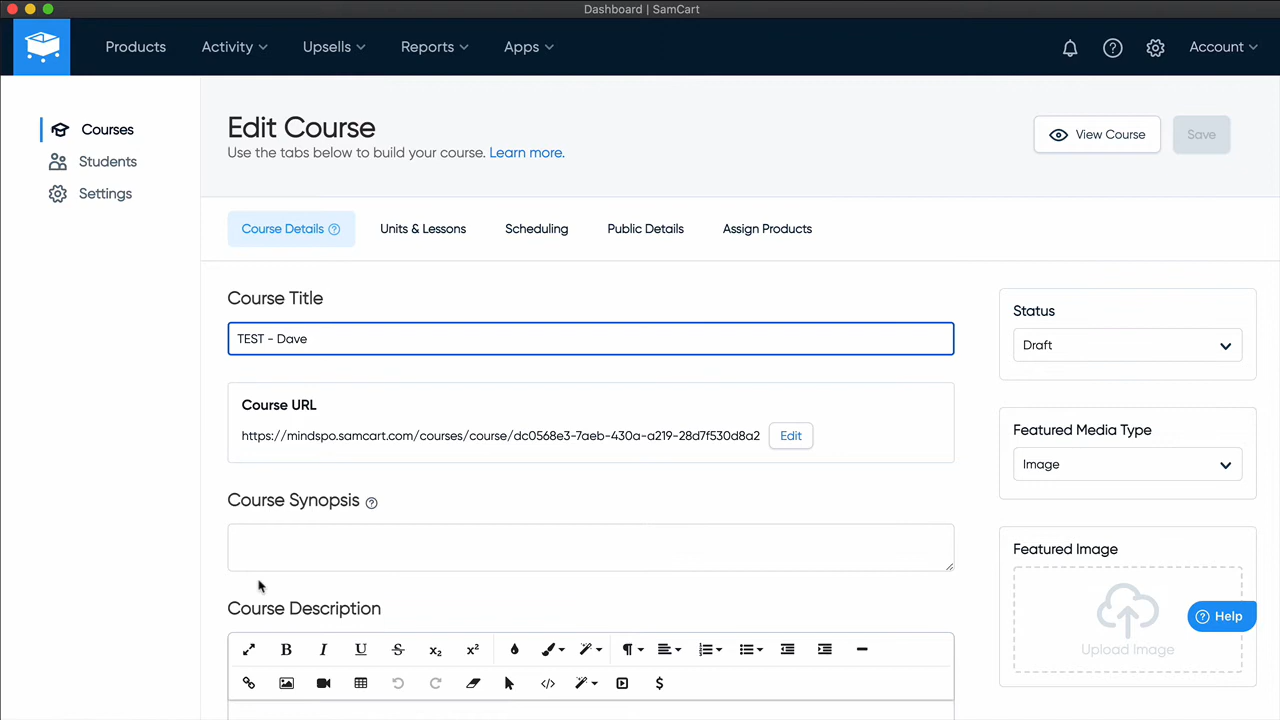 Dashboard | SamCart
Products Activity Upsells Reports Apps Account
Courses
Students
Settings
Edit Course
Use the tabs below to build your course. Learn more.
View Course Save
Course Details Units & Lessons Scheduling Public Details Assign Products
Course Title
TEST - Dave
Course URL
https://mindspo.samcart.com/courses/course/dc0568e3-7aeb-430a-a219-28d7f530d8a2 Edit
Course Synopsis
Course Description
Status
Draft
Featured Media Type
Image
Featured Image
Upload Image
Help